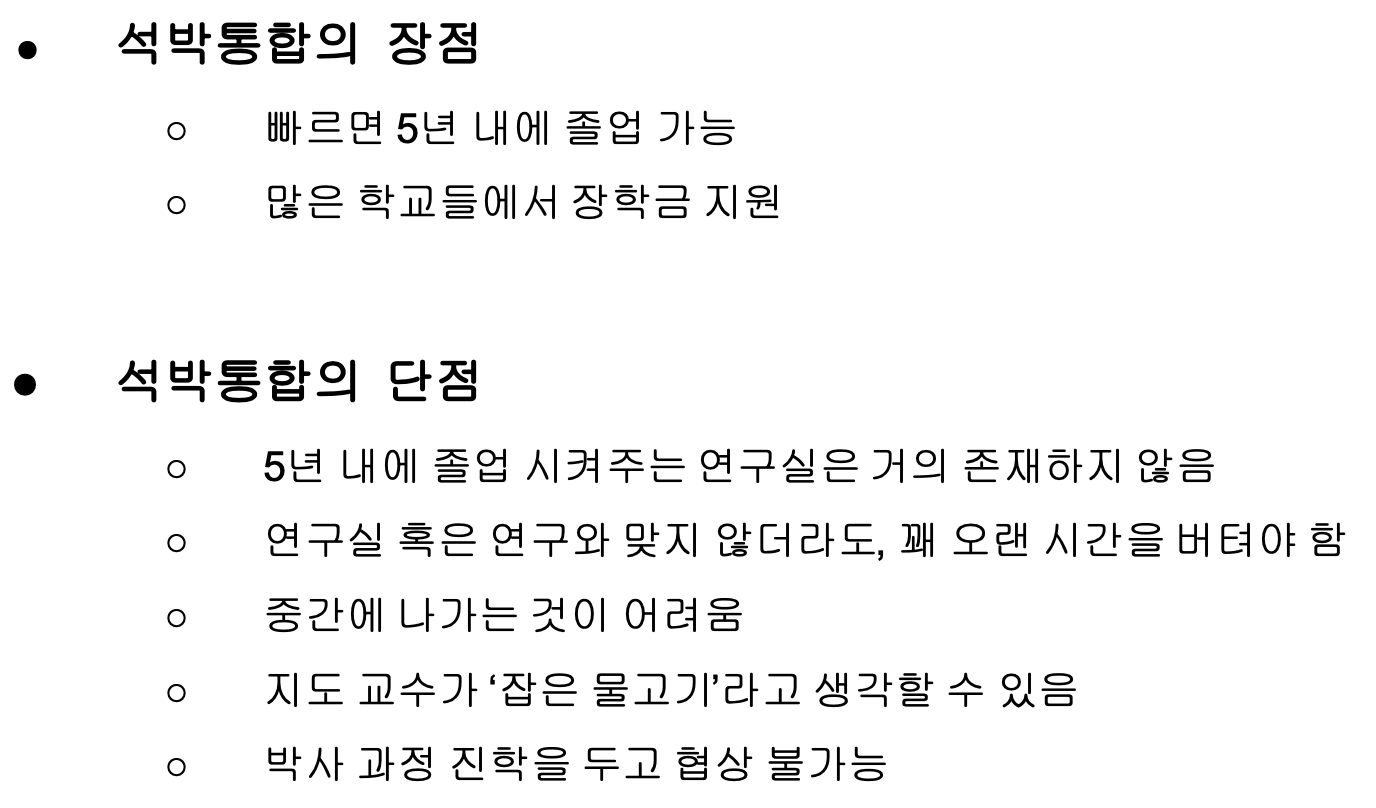 ● 석박통합의 장점
○ 빠르면 5년 내에 졸업 가능
○ 많은 학교들에서 장학금 지원
● 석박통합의 단점
○ 5년 내에 졸업 시켜주는 연구실은 거의 존재하지 않음
○ 연구실 혹은 연구와 맞지 않더라도, 꽤 오랜 시간을 버텨야 함
○ 중간에 나가는 것이 어려움
○ 지도 교수가 ‘잡은 물고기’라고 생각할 수 있음
○ 박사 과정 진학을 두고 협상 불가능